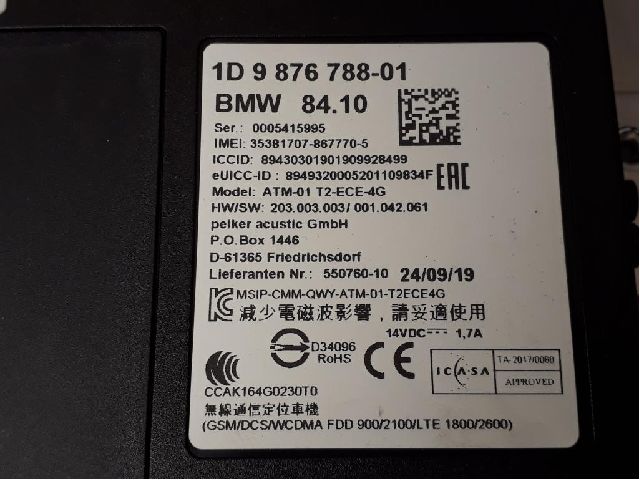 1D 9 876 788-01
BMW 84.10
Ser.: 0005415995
IMEI: 35381707-867770-5
ICCID: 89430301901909928499
eUICC-ID : 8949320005201109834F
EAC
Model: ATM-01 T2-ECE-4G
HW/SW: 203.003.003/ 001.042.061
peiker acustic GmbH
P.O.Box 1446
D-61365 Friedrichsdorf
Lieferanten Nr.: 550760-10 24/09/19
MSIP-CMM-QWY-ATM-01-T2ECE4G
減少電磁波影響，請妥適使用
14VDC 1,7A
D34096
RoHS
CE
ICASA
TA-2017/0060
APPROVED
CCC
CCAK164G0230T0
無線通信定位車機
(GSM/DCS/WCDMA FDD 900/2100/LTE 1800/2600)